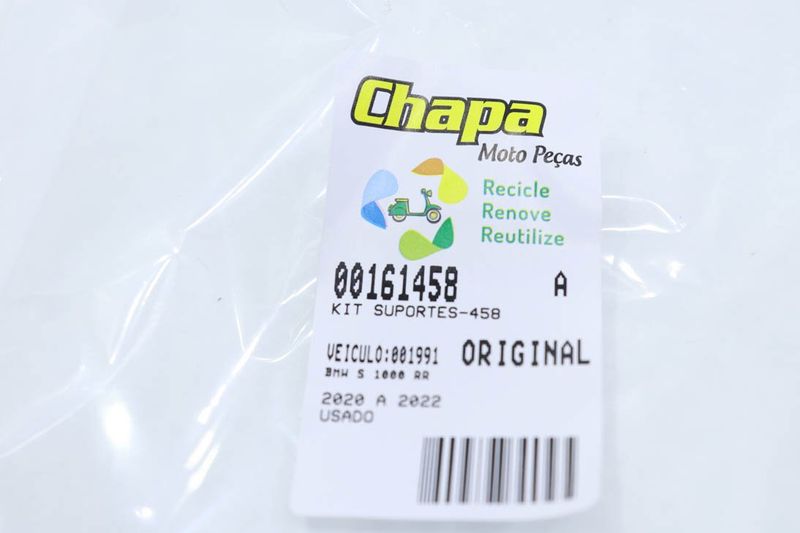 Chapa
Moto Peças
Recicle
Renove
Reutilize
00161458 A
KIT SUPORTES-458
VEICULO:001991 ORIGINAL
BMW S 1000 RR
2020 A 2022
USADO